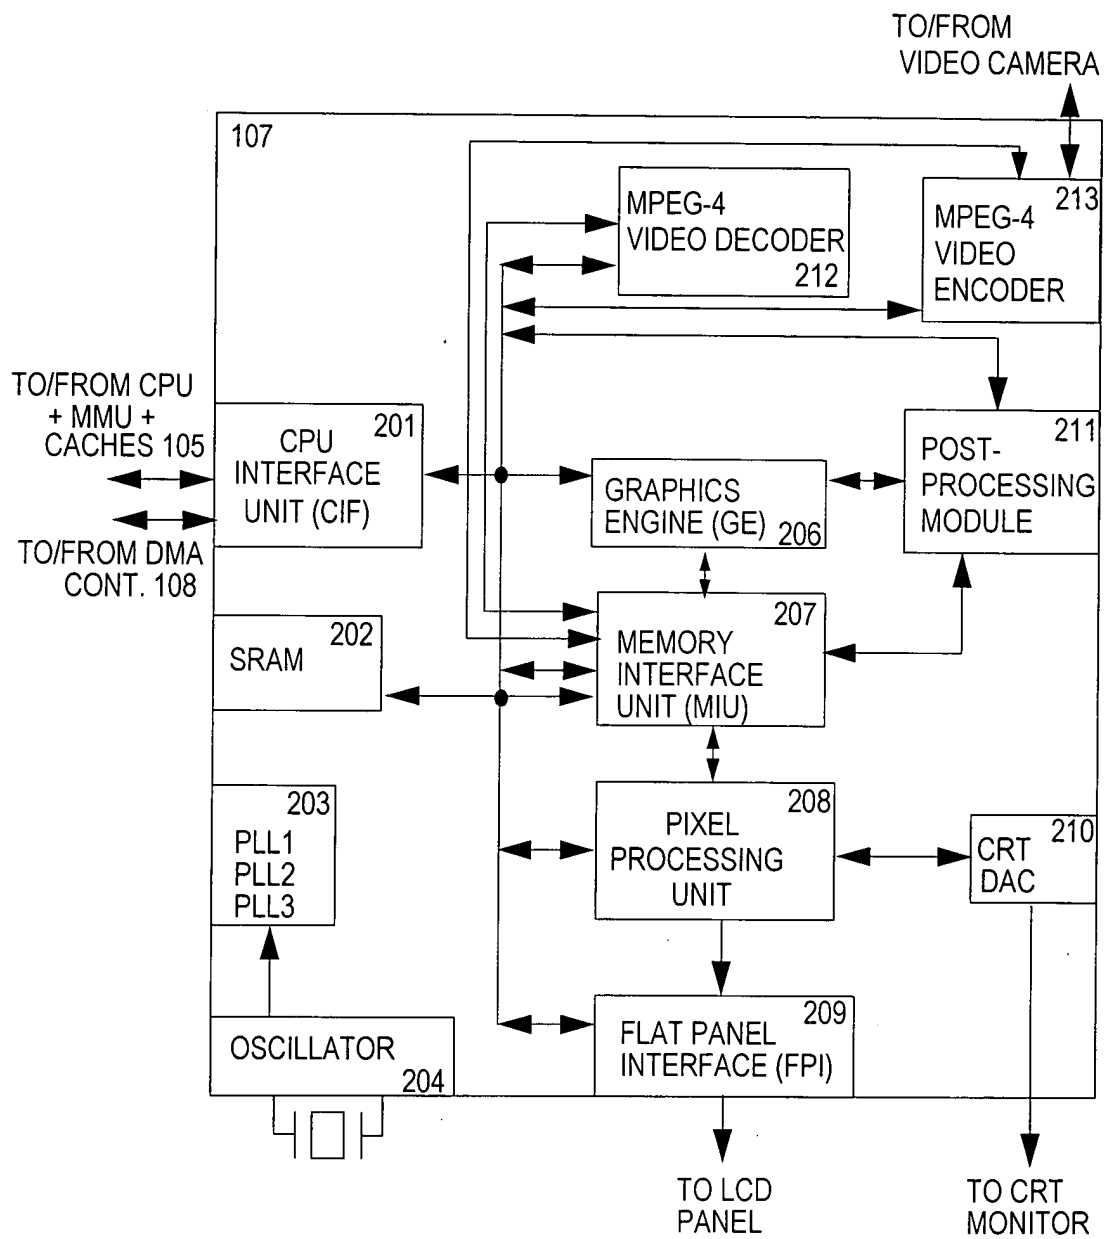 TO/FROM
VIDEO CAMERA
107
MPEG-4
VIDEO DECODER
212
213
MPEG-4
VIDEO
ENCODER
TO/FROM CPU
+ MMU +
CACHES 105
TO/FROM DMA
CONT. 108
201
CPU
INTERFACE
UNIT (CIF)
GRAPHICS
ENGINE (GE)
206
211
POST-
PROCESSING
MODULE
202
SRAM
207
MEMORY
INTERFACE
UNIT (MIU)
203
PLL1
PLL2
PLL3
208
PIXEL
PROCESSING
UNIT
210
CRT
DAC
OSCILLATOR
204
209
FLAT PANEL
INTERFACE (FPI)
TO LCD
PANEL
TO CRT
MONITOR